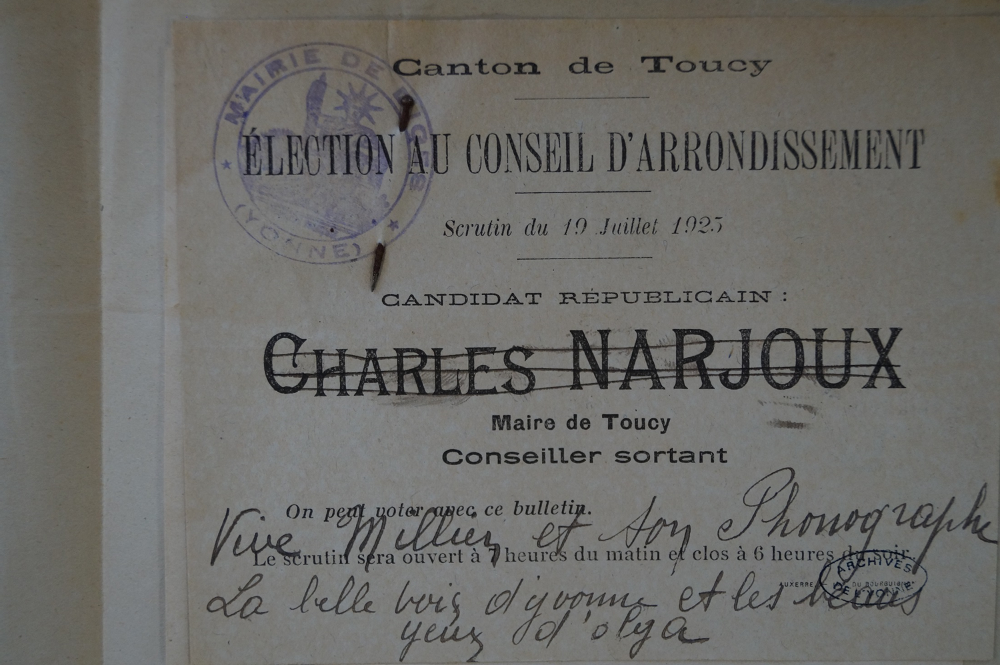 MAIRIE DE DIGES
(YONNE)
Canton de Toucy
ÉLECTION AU CONSEIL D'ARRONDISSEMENT
Scrutin du 19 Juillet 1925
CANDIDAT RÉPUBLICAIN :
CHARLES NARJOUX
Maire de Toucy
Conseiller sortant
On peut voter avec ce bulletin.
Vive et son Phonographe
Le scrutin sera ouvert à 7 heures du matin et clos à 6 heures du soir.
ARCHIVES
DE L'YONNE
AUXERRE. — DU BOURGUIGNON
La belle voix d'yvonne et les beaux
yeux d'olga